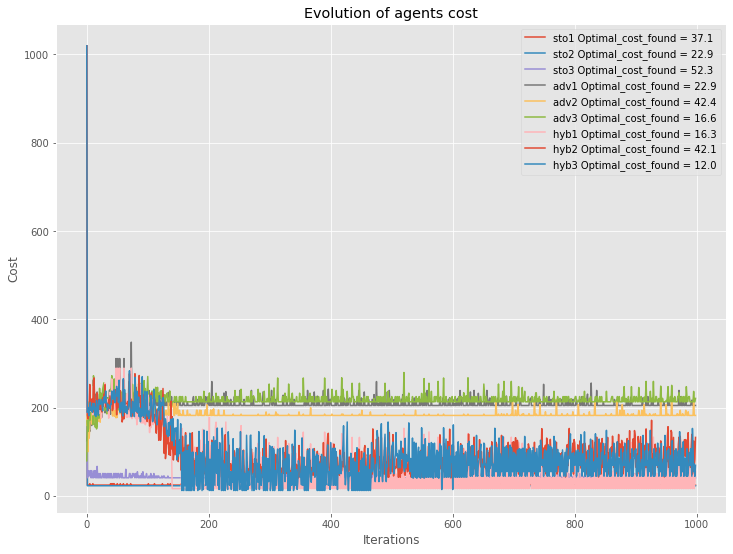 Evolution of agents cost
sto1 Optimal_cost_found = 37.1
sto2 Optimal_cost_found = 22.9
sto3 Optimal_cost_found = 52.3
adv1 Optimal_cost_found = 22.9
adv2 Optimal_cost_found = 42.4
adv3 Optimal_cost_found = 16.6
hyb1 Optimal_cost_found = 16.3
hyb2 Optimal_cost_found = 42.1
hyb3 Optimal_cost_found = 12.0
Cost
1000
800
600
400
200
0
0 200 400 600 800 1000
Iterations